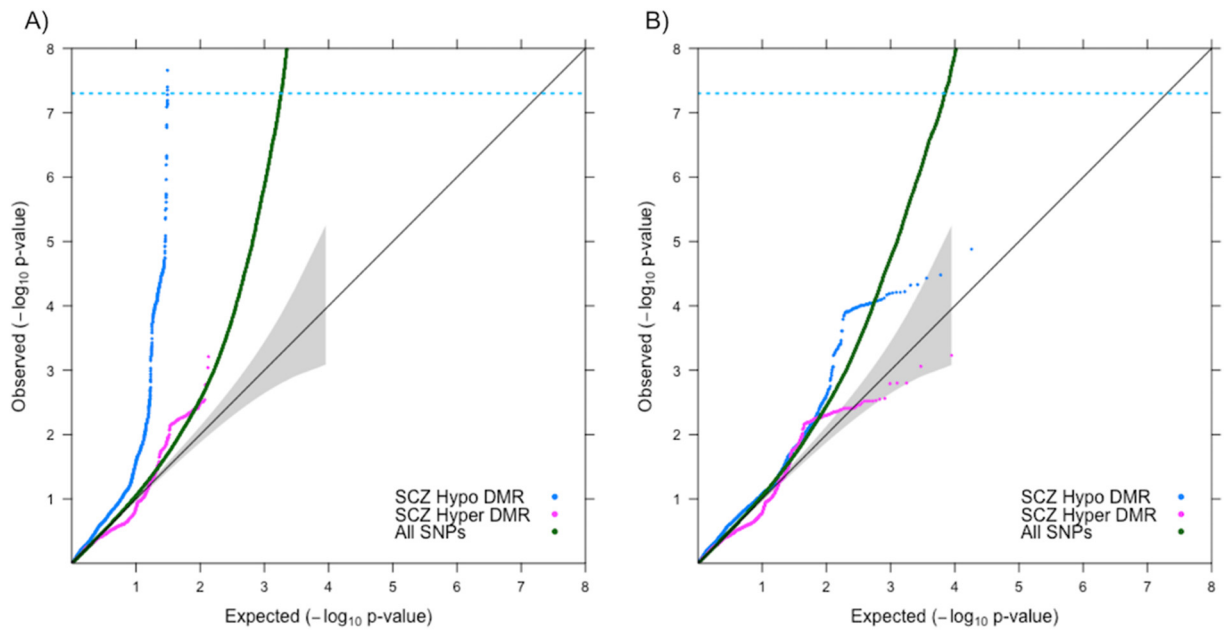 A)
8
7
6
5
4
3
2
1
Observed (−log10 p-value)
SCZ Hypo DMR
SCZ Hyper DMR
All SNPs
1 2 3 4 5 6 7 8
Expected (−log10 p-value)
B)
8
7
6
5
4
3
2
1
Observed (−log10 p-value)
SCZ Hypo DMR
SCZ Hyper DMR
All SNPs
1 2 3 4 5 6 7 8
Expected (−log10 p-value)